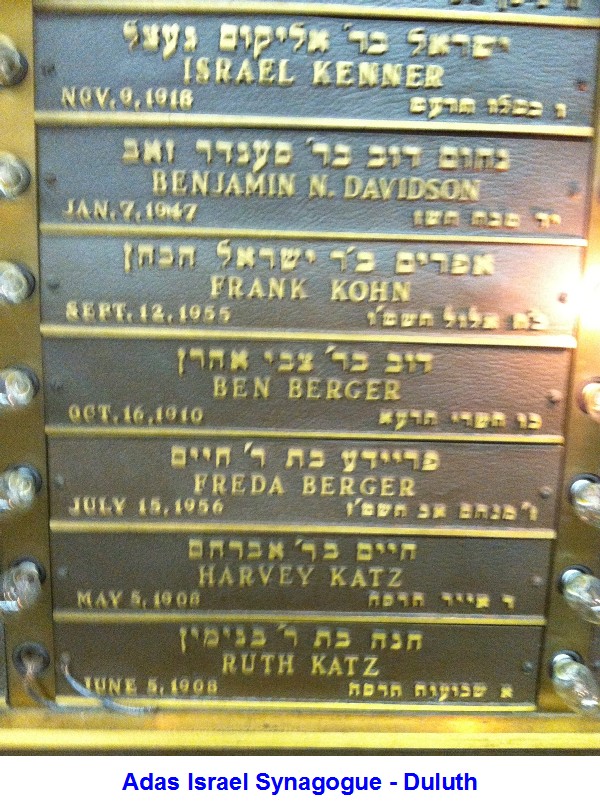 ישראל בר' אליקום געצל
ISRAEL KENNER
NOV. 9, 1918
ו כסלו תרעט
נחום דוב בר' סענדר זאב
BENJAMIN N. DAVIDSON
JAN. 7, 1947
יד טבת תשז
אפרים ב"ר ישראל הכהן
FRANK KOHN
SEPT. 12, 1955
כ"ה אלול תשט"ו
דוב בר' צבי אהרן
BEN BERGER
OCT. 16, 1910
תשרי תרעא
פריידע בת ר' חיים
FREDA BERGER
JULY 15, 1956
ז' מנחם אב תשט"ז
חיים בר' אברהם
HARVEY KATZ
MAY 5, 1908
ד אייר תרסח
חנה בת ר' בנימין
RUTH KATZ
JUNE 5, 1908
א שבועות תרסח
Adas Israel Synagogue - Duluth